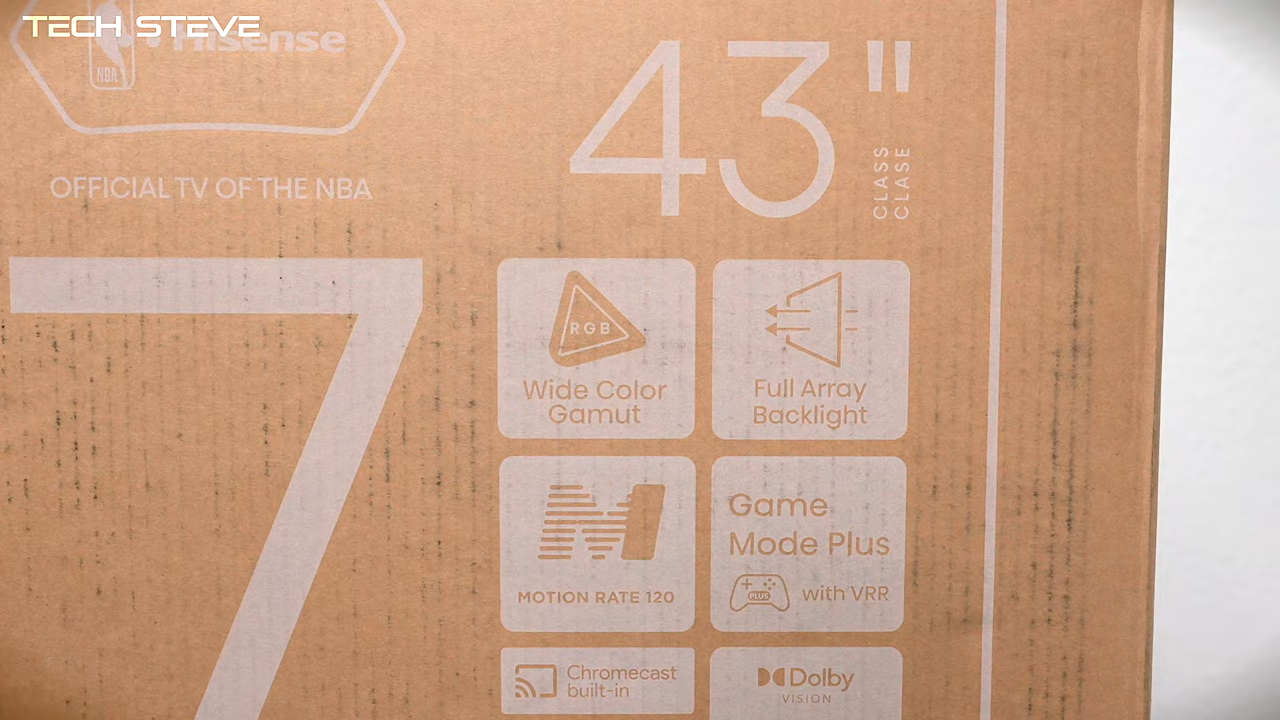 TECH STEVE
Hisense
NBA
OFFICIAL TV OF THE NBA
43"
CLASS
CLASE
7
RGB
Wide Color
Gamut
Full Array
Backlight
M
MOTION RATE 120
Game
Mode Plus
PLUS
with VRR
Chromecast
built-in
Dolby
VISION